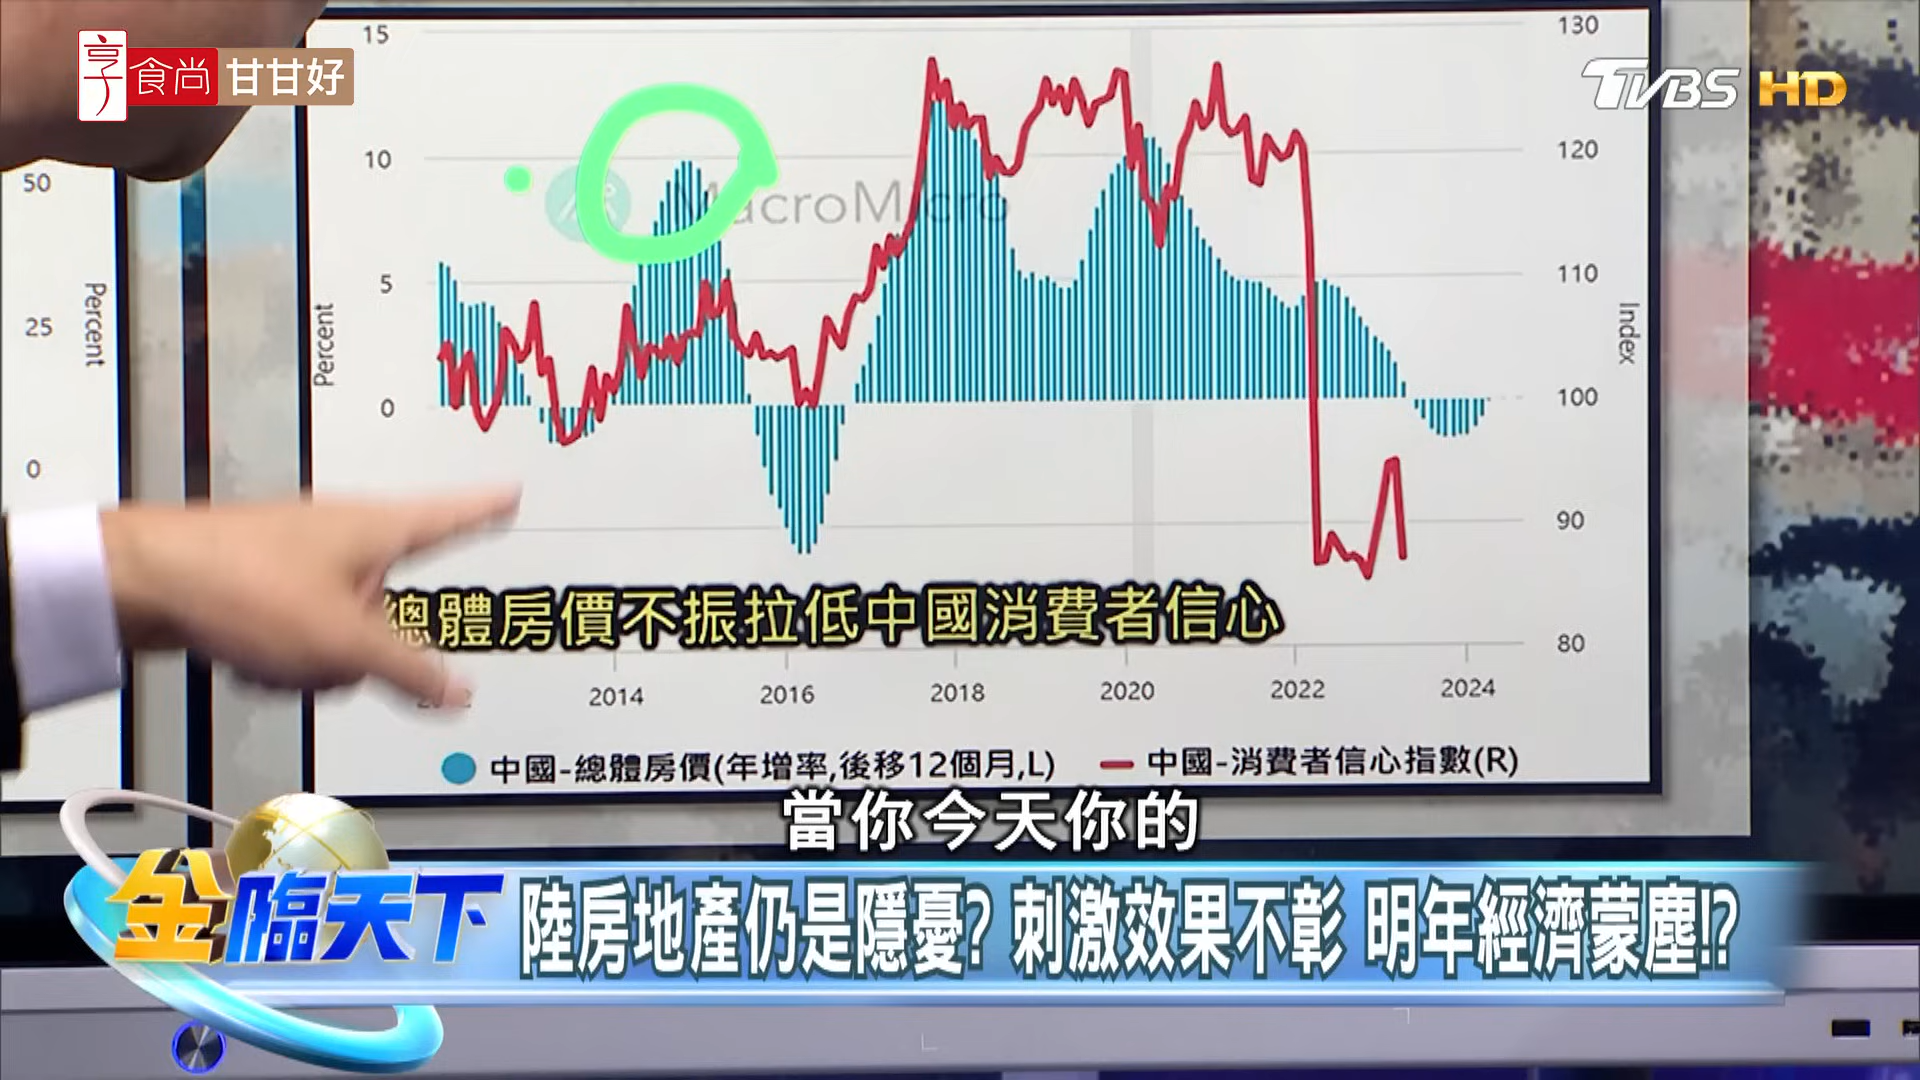 享 食尚 甘甘好
TVBS HD
15
10
5
0
Percent
130
120
110
100
90
80
Index
50
25
0
Percent
MacroMicro
總體房價不振拉低中國消費者信心
2014 2016 2018 2020 2022 2024
中國-總體房價(年增率,後移12個月,L) 中國-消費者信心指數(R)
當你今天你的
金臨天下
陸房地產仍是隱憂? 刺激效果不彰 明年經濟蒙塵!?